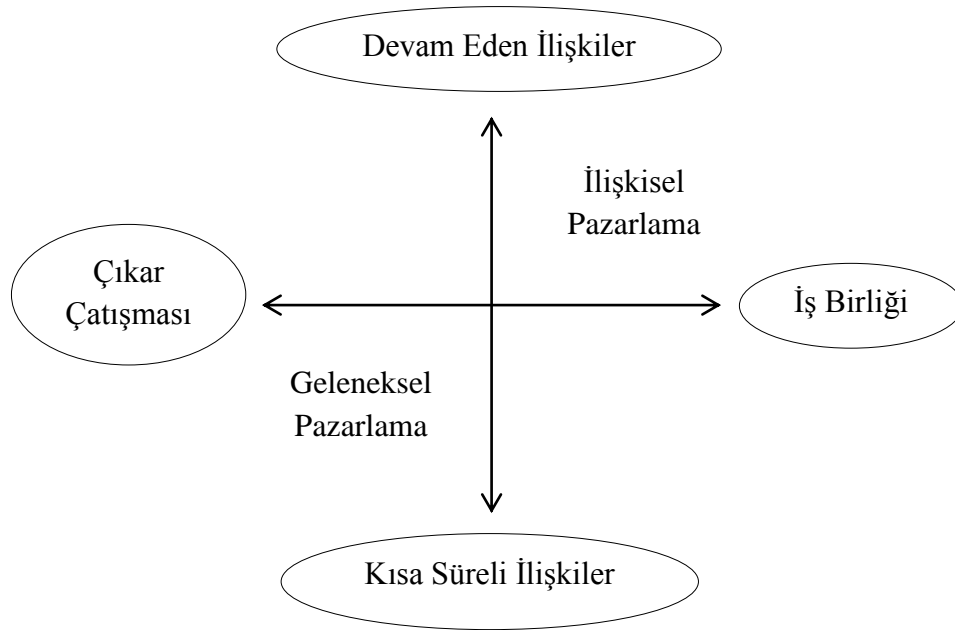 Devam Eden İlişkiler
İlişkisel
Pazarlama
Çıkar
Çatışması
İş Birliği
Geleneksel
Pazarlama
Kısa Süreli İlişkiler